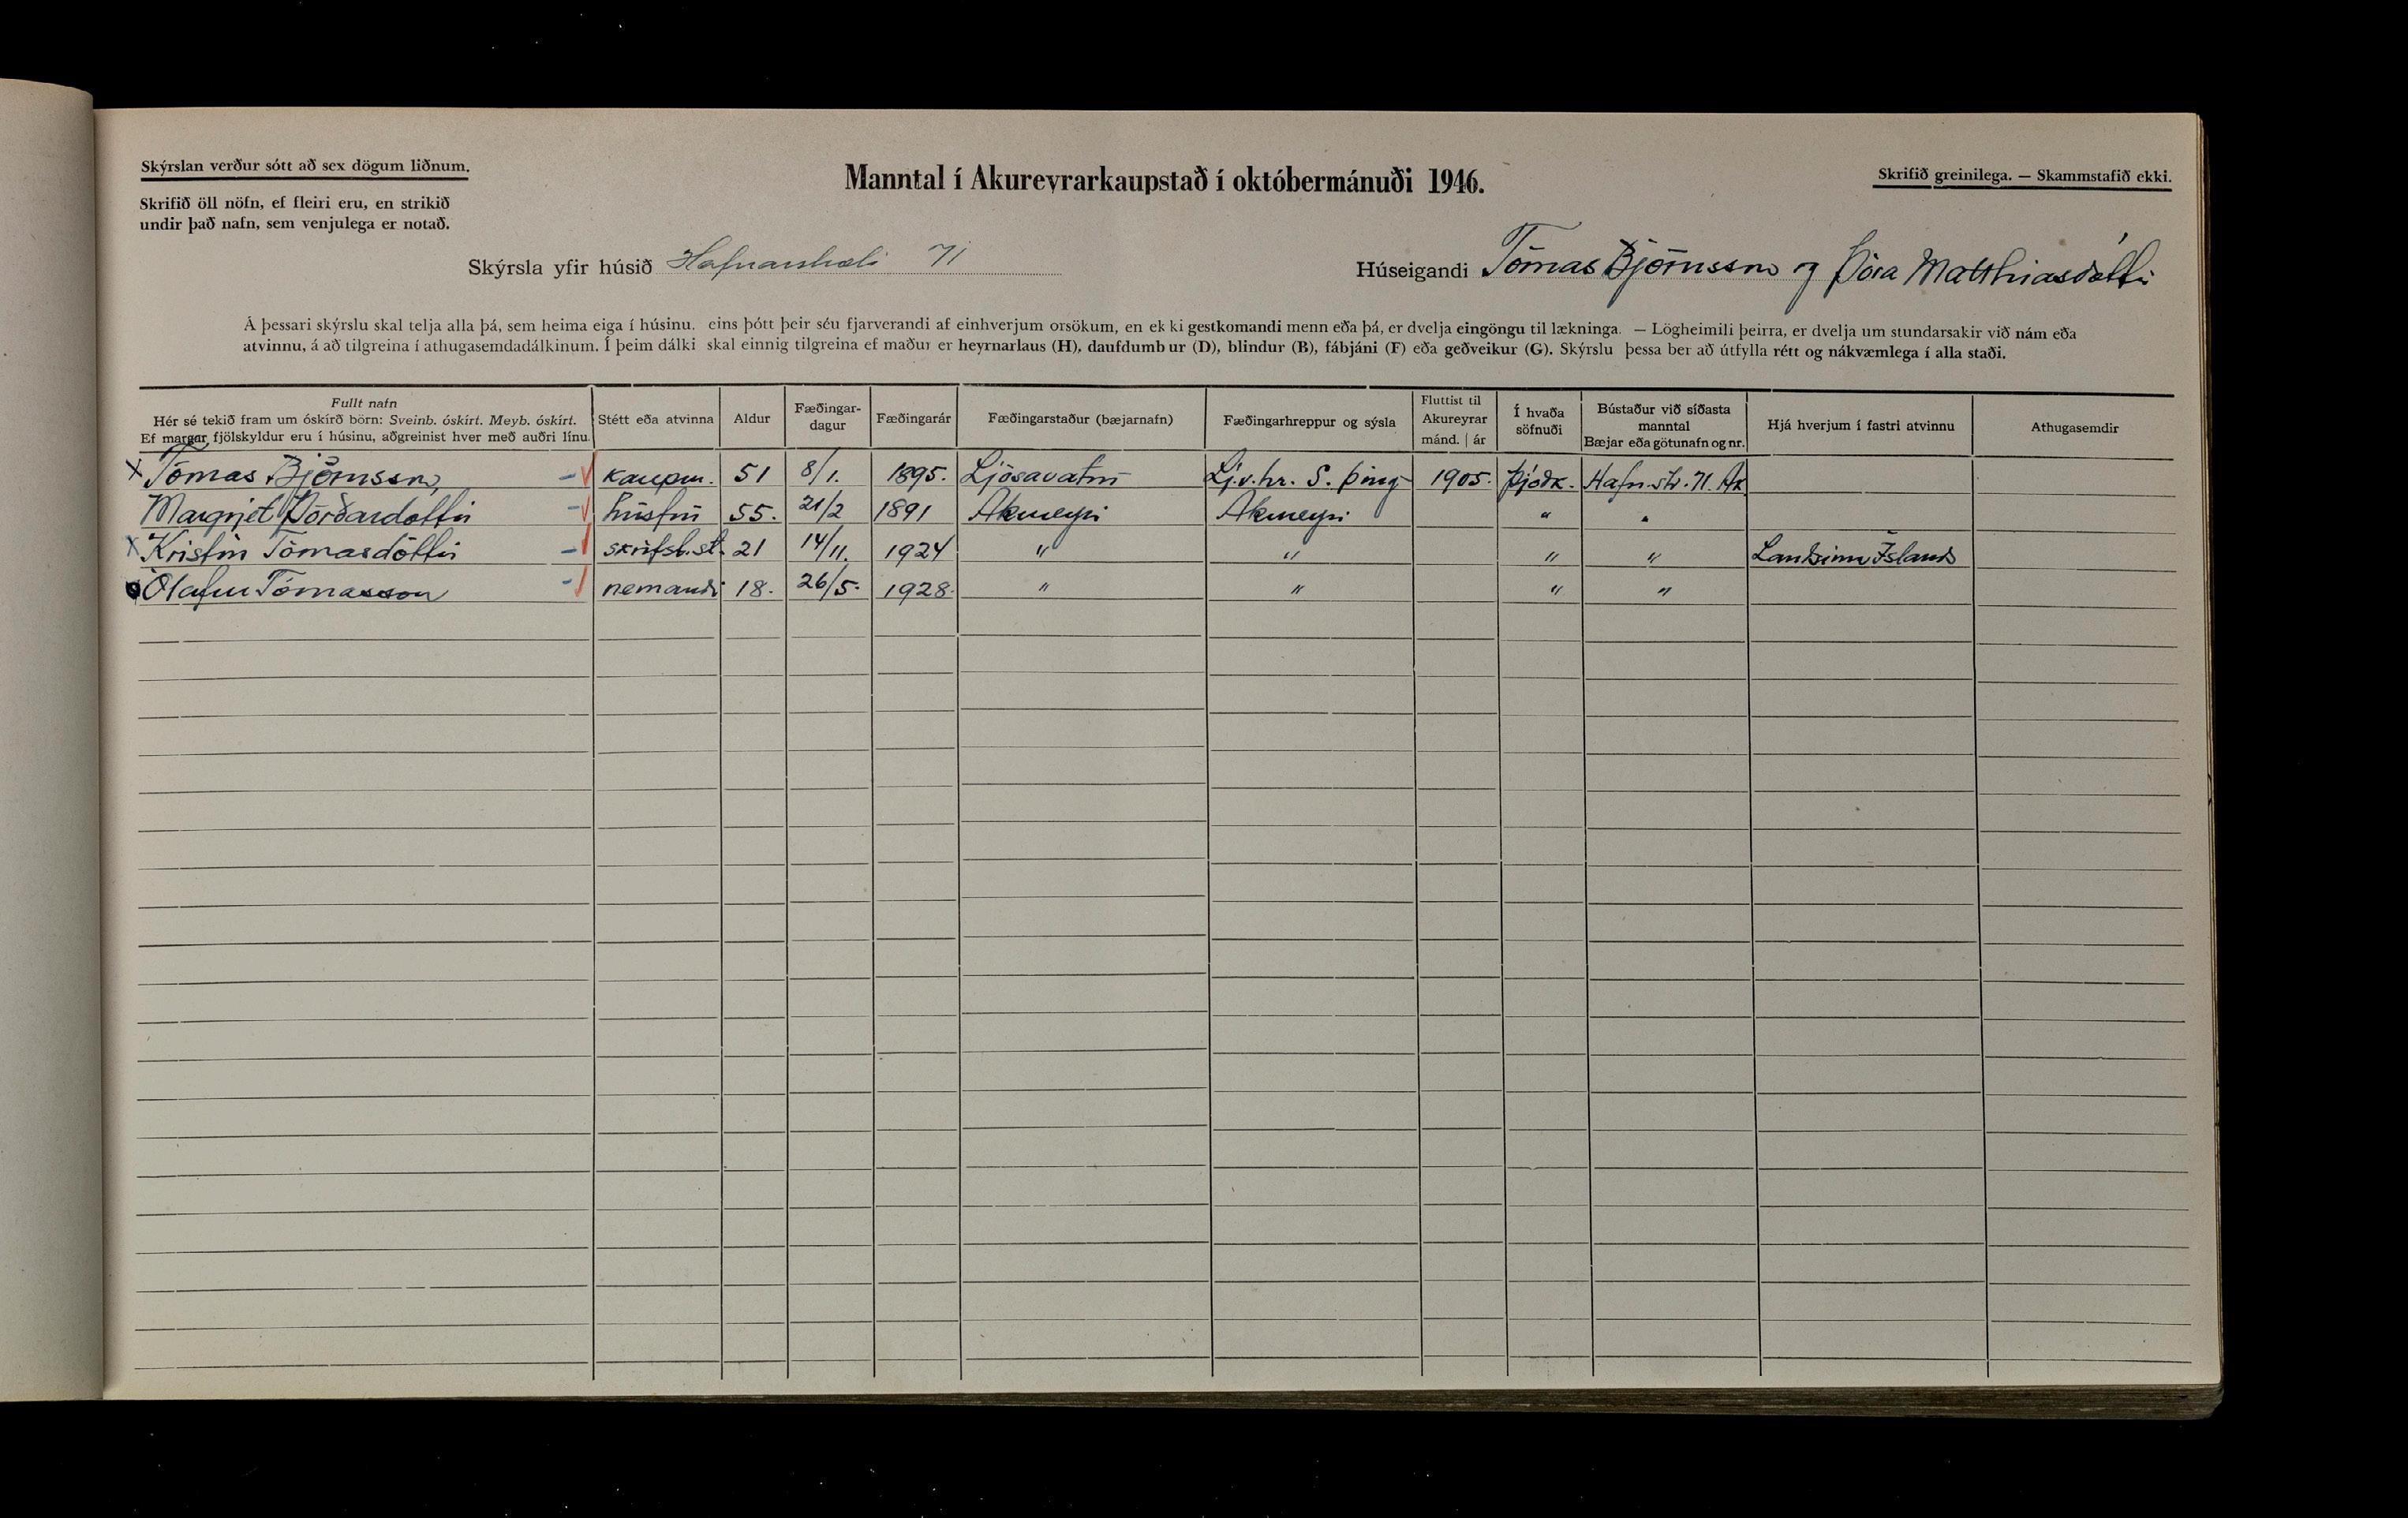 Skýrslan verður sótt að sex dögum liðnum.
Skrifið öll nöfn, ef fleiri eru, en strikið
undir það nafn, sem venjulega er notað.
Manntal í Akureyrarkaupstað í októbermánuði 1946.
Skrifið greinilega. — Skammstafið ekki.
Skýrsla yfir húsið Hafnarstræti 71
Húseigandi Tómas Björnsson og Þóra Matthiasdóttir
Á þessari skýrslu skal telja alla þá, sem heima eiga í húsinu. eins þótt þeir séu fjarverandi af einhverjum orsökum, en ek ki gestkomandi menn eða þá, er dvelja eingöngu til lækninga. — Lögheimili þeirra, er dvelja um stundarsakir við nám eða
atvinnu, á að tilgreina í athugasemdadálkinum. Í þeim dálki skal einnig tilgreina ef maður er heyrnarlaus (H), daufdumb ur (D), blindur (B), fábjáni (F) eða geðveikur (G). Skýrslu þessa ber að útfylla rétt og nákvæmlega í alla staði.
Fullt nafn
Hér sé tekið fram um óskírð börn: Sveinb. óskírt. Meyb. óskírt.
Ef margar fjölskyldur eru í húsinu, aðgreinist hver með auðri línu
Stétt eða atvinna
Aldur
Fæðingar-
dagur
Fæðingarár
Fæðingarstaður (bæjarnafn)
Fæðingarhreppur og sýsla
Fluttist til
Akureyrar
mánd. | ár
Í hvaða
söfnuði
Bústaður við síðasta
manntal
Bæjar eða götunafn og nr.
Hjá hverjum í fastri atvinnu
Athugasemdir
x Tómas Björnsson, kaupm. 51 8/1. 1895. Ljósavatni Lj.v.hr. S. Þing 1905. Þjóðk. Hafn.str. 71. Ak
Margrjet Þórðardóttir húsfrú 55. 21/2 1891 Akureyri Akureyri " "
x Kristín Tómasdóttir skrifst.st. 21 14/11. 1924 " " " " Landsíma Íslands
Ólafur Tómasson nemandi 18. 26/5. 1928. " " " "